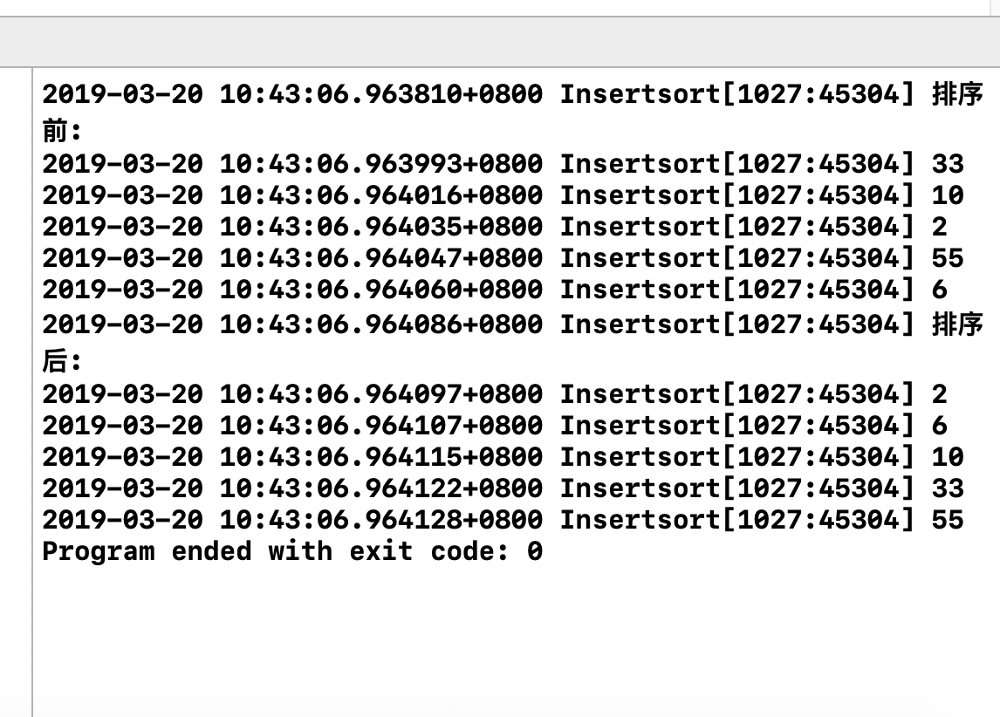 2019-03-20 10:43:06.963810+0800 Insertsort[1027:45304] 排序
前:
2019-03-20 10:43:06.963993+0800 Insertsort[1027:45304] 33
2019-03-20 10:43:06.964016+0800 Insertsort[1027:45304] 10
2019-03-20 10:43:06.964035+0800 Insertsort[1027:45304] 2
2019-03-20 10:43:06.964047+0800 Insertsort[1027:45304] 55
2019-03-20 10:43:06.964060+0800 Insertsort[1027:45304] 6
2019-03-20 10:43:06.964086+0800 Insertsort[1027:45304] 排序
后:
2019-03-20 10:43:06.964097+0800 Insertsort[1027:45304] 2
2019-03-20 10:43:06.964107+0800 Insertsort[1027:45304] 6
2019-03-20 10:43:06.964115+0800 Insertsort[1027:45304] 10
2019-03-20 10:43:06.964122+0800 Insertsort[1027:45304] 33
2019-03-20 10:43:06.964128+0800 Insertsort[1027:45304] 55
Program ended with exit code: 0